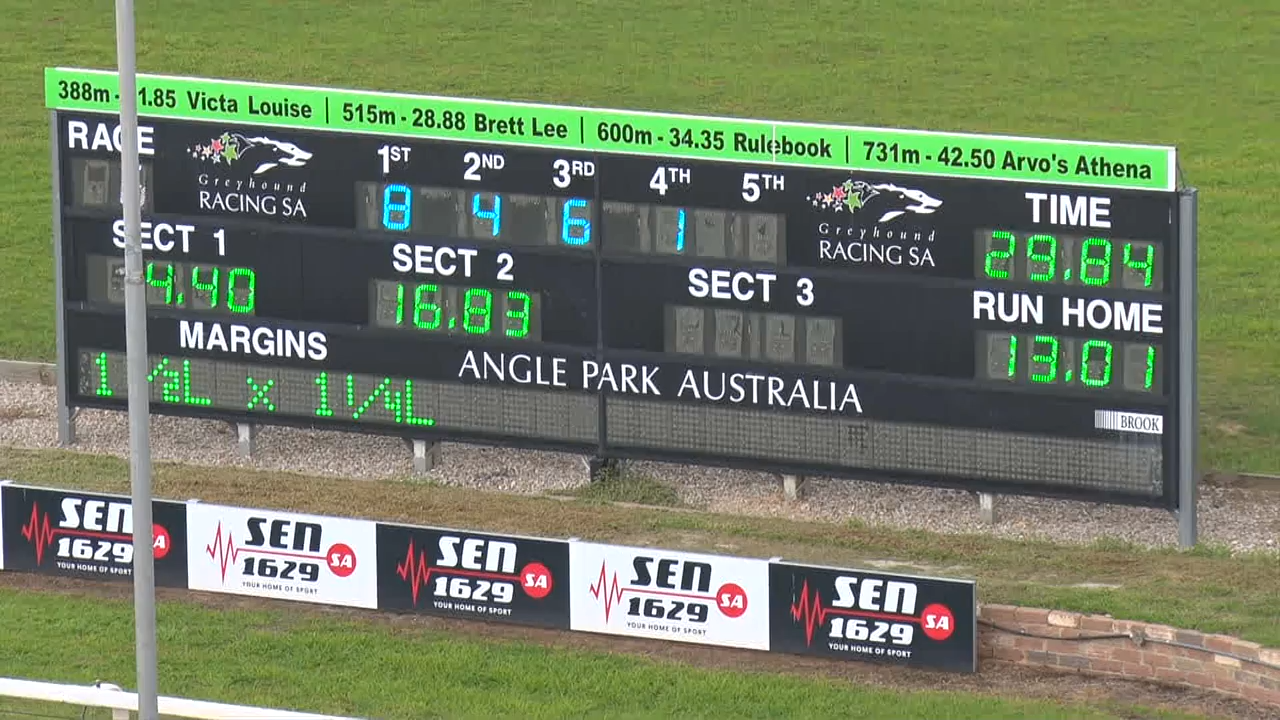 388m - 1.85 Victa Louise | 515m - 28.88 Brett Lee | 600m - 34.35 Rulebook | 731m - 42.50 Arvo's Athena
RACE
Greyhound
RACING SA
1ST 2ND 3RD 4TH 5TH
8 4 6 1
Greyhound
RACING SA
TIME
29.84
SECT 1
4.40
SECT 2
16.83
SECT 3
RUN HOME
13.01
MARGINS
1 1/2L x 1 1/4L
ANGLE PARK AUSTRALIA
BROOK
SEN
1629 SA
SEN
1629 SA
YOUR HOME OF SPORT
SEN
1629 SA
YOUR HOME OF SPORT
SEN
1629 SA
YOUR HOME OF SPORT
SEN
1629 SA
YOUR HOME OF SPORT